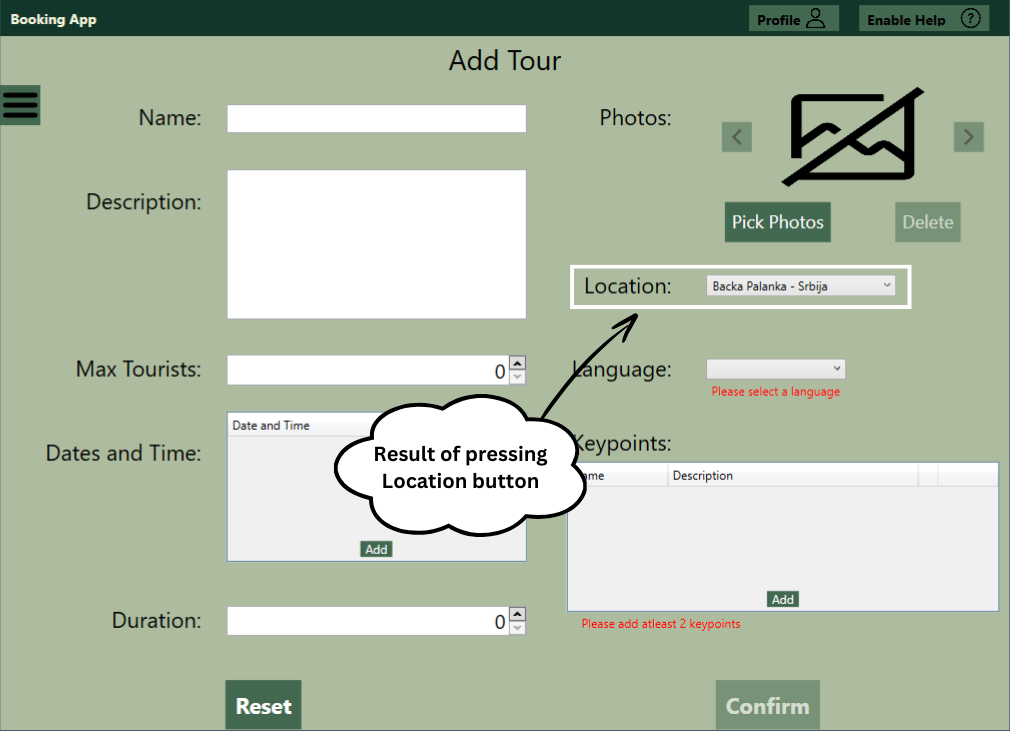 Booking App
Profile
Enable Help ?
Add Tour
Name:
Photos:
Description:
Pick Photos
Delete
Location:
Backa Palanka - Srbija
Max Tourists:
0
Language:
Please select a language
Dates and Time:
Date and Time
Add
Result of pressing
Location button
Keypoints:
ame
Description
Add
Please add atleast 2 keypoints
Duration:
0
Reset
Confirm